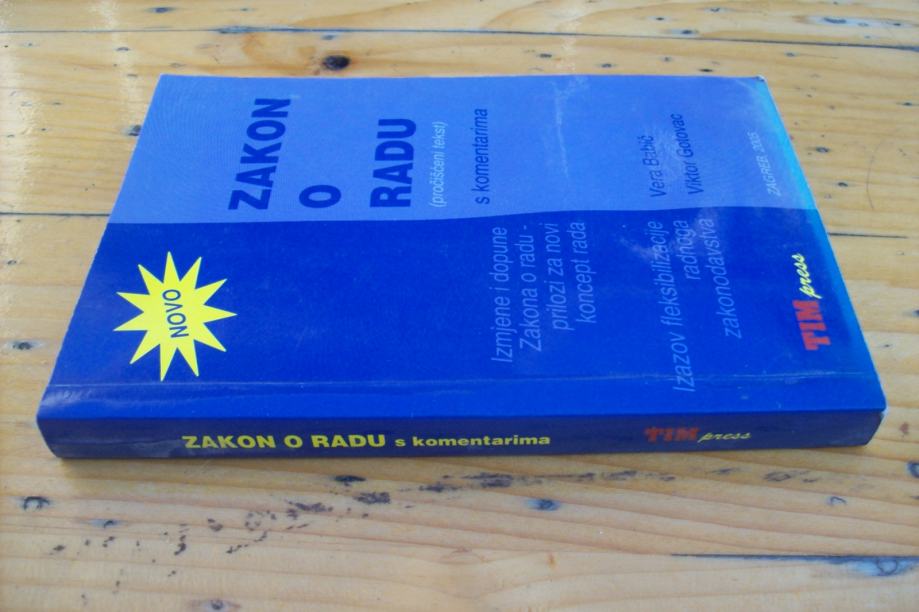 ZAKON
O
RADU
(pročišćeni tekst)
s komentarima
Vera Babić
Viktor Gotovac
ZAGREB, 2005.
NOVO
Izmjene i dopune
Zakona o radu -
prilozi za novi
koncept rada
Izazov fleksibilizacije
radnoga
zakonodavstva
TIM press
ZAKON O RADU s komentarima
TIM press